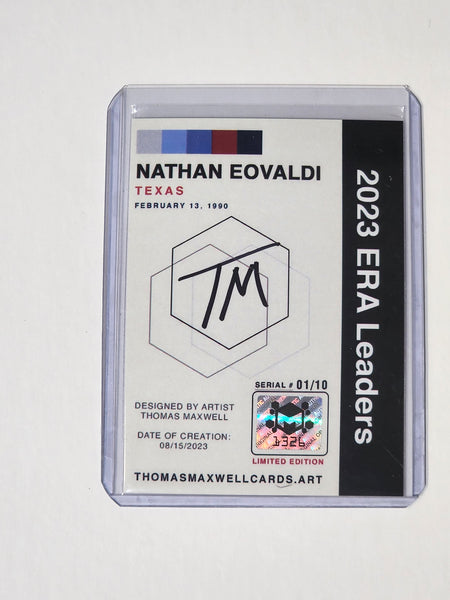 NATHAN EOVALDI
TEXAS
FEBRUARY 13, 1990
TM
2023 ERA Leaders
SERIAL # 01/10
DESIGNED BY ARTIST
THOMAS MAXWELL
DATE OF CREATION:
08/15/2023
M
1326
LIMITED EDITION
THOMASMAXWELLCARDS.ART